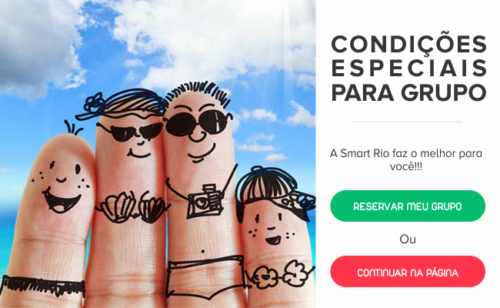 CONDIÇÕES
ESPECIAIS
PARA GRUPO
A Smart Rio faz o melhor para
você!!!
RESERVAR MEU GRUPO
Ou
CONTINUAR NA PÁGINA